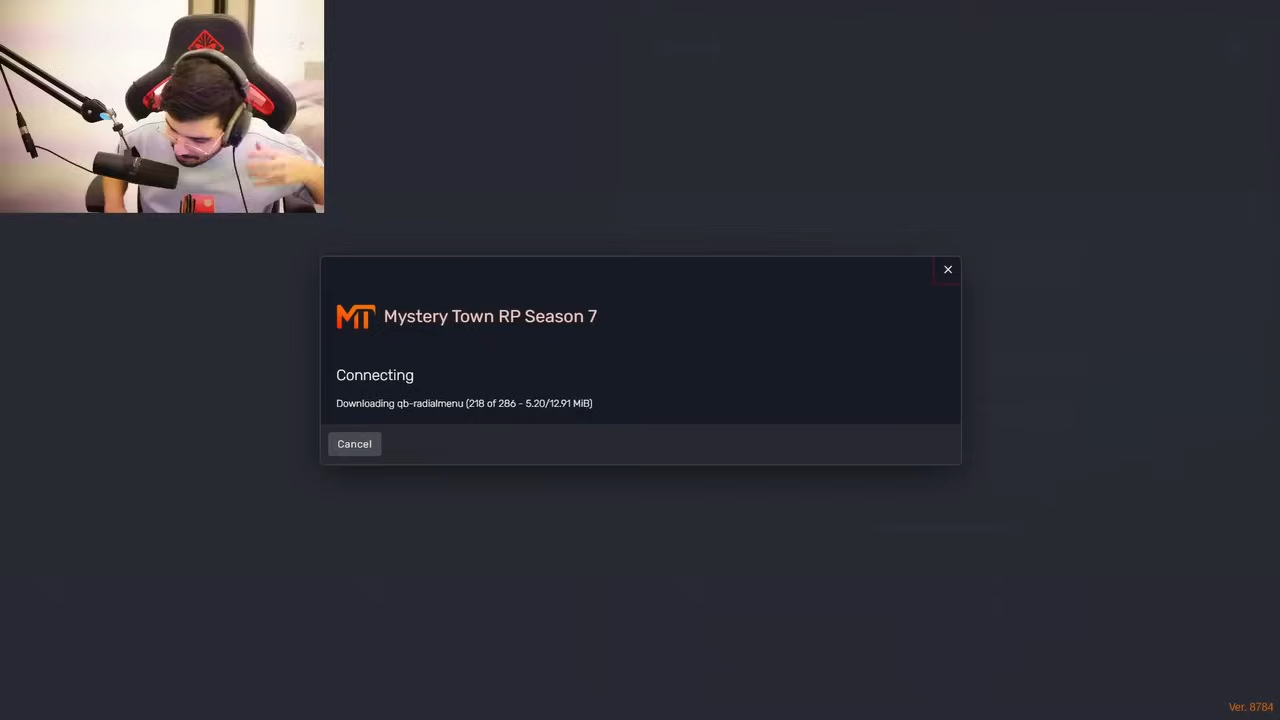 MT Mystery Town RP Season 7
Connecting
Downloading qb-radialmenu (218 of 286 - 5.20/12.91 MiB)
Cancel
Ver. 8784